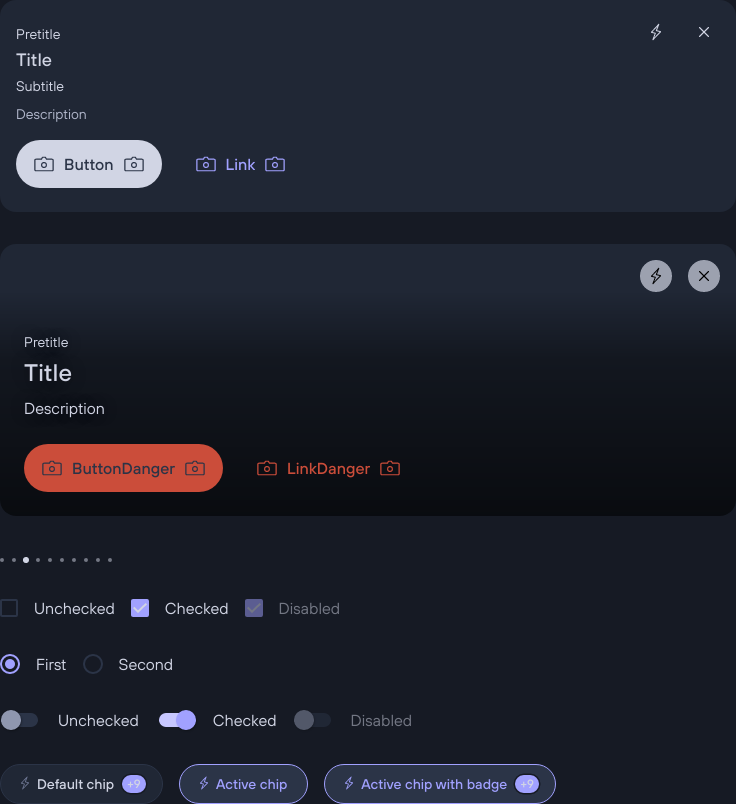 Pretitle
Title
Subtitle
Description
Button Link
Pretitle
Title
Description
ButtonDanger LinkDanger
Unchecked Checked Disabled
First Second
Unchecked Checked Disabled
Default chip +9 Active chip Active chip with badge +9